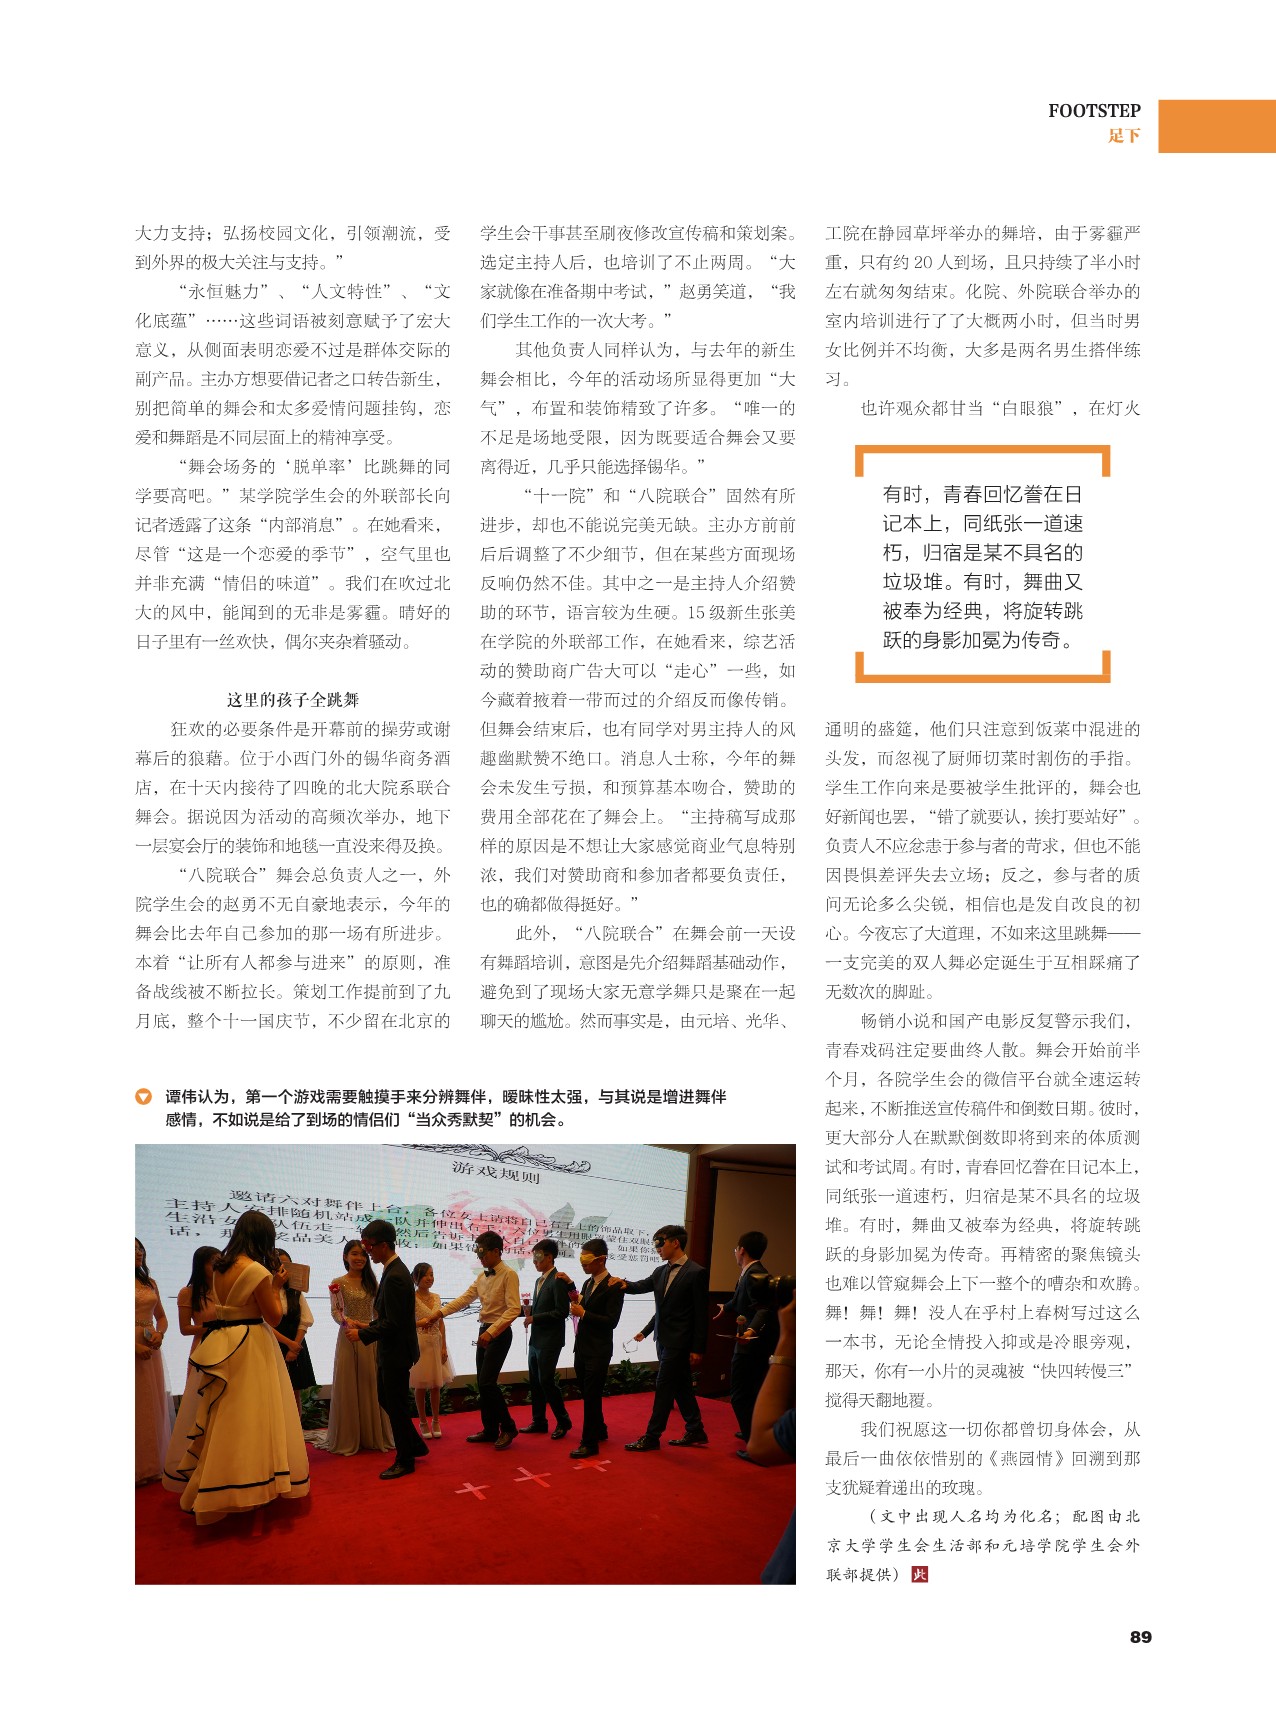 FOOTSTEP
足下
大力支持；弘扬校园文化，引领潮流，受
到外界的极大关注与支持。”
“永恒魅力”、“人文特性”、“文
化底蕴”……这些词语被刻意赋予了宏大
意义，从侧面表明恋爱不过是群体交际的
副产品。主办方想要借记者之口转告新生，
别把简单的舞会和太多爱情问题挂钩，恋
爱和舞蹈是不同层面上的精神享受。
“舞会场务的‘脱单率’比跳舞的同
学要高吧。”某学院学生会的外联部长向
记者透露了这条“内部消息”。在她看来，
尽管“这是一个恋爱的季节”，空气里也
并非充满“情侣的味道”。我们在吹过北
大的风中，能闻到的无非是雾霾。晴好的
日子里有一丝欢快，偶尔夹杂着骚动。
这里的孩子全跳舞
狂欢的必要条件是开幕前的操劳或谢
幕后的狼藉。位于小西门外的锡华商务酒
店，在十天内接待了四晚的北大院系联合
舞会。据说因为活动的高频次举办，地下
一层宴会厅的装饰和地毯一直没来得及换。
“八院联合”舞会总负责人之一，外
院学生会的赵勇不无自豪地表示，今年的
舞会比去年自己参加的那一场有所进步。
本着“让所有人都参与进来”的原则，准
备战线被不断拉长。策划工作提前到了九
月底，整个十一国庆节，不少留在北京的
学生会干事甚至刷夜修改宣传稿和策划案。
选定主持人后，也培训了不止两周。“大
家就像在准备期中考试，”赵勇笑道，“我
们学生工作的一次大考。”
其他负责人同样认为，与去年的新生
舞会相比，今年的活动场所显得更加“大
气”，布置和装饰精致了许多。“唯一的
不足是场地受限，因为既要适合舞会又要
离得近，几乎只能选择锡华。”
“十一院”和“八院联合”固然有所
进步，却也不能说完美无缺。主办方前前
后后调整了不少细节，但在某些方面现场
反响仍然不佳。其中之一是主持人介绍赞
助的环节，语言较为生硬。15级新生张美
在学院的外联部工作，在她看来，综艺活
动的赞助商广告大可以“走心”一些，如
今藏着掖着一带而过的介绍反而像传销。
但舞会结束后，也有同学对男主持人的风
趣幽默赞不绝口。消息人士称，今年的舞
会未发生亏损，和预算基本吻合，赞助的
费用全部花在了舞会上。“主持稿写成那
样的原因是不想让大家感觉商业气息特别
浓，我们对赞助商和参加者都要负责任，
也的确都做得挺好。”
此外，“八院联合”在舞会前一天设
有舞蹈培训，意图是先介绍舞蹈基础动作，
避免到了现场大家无意学舞只是聚在一起
聊天的尴尬。然而事实是，由元培、光华、
工院在静园草坪举办的舞培，由于雾霾严
重，只有约20人到场，且只持续了半小时
左右就匆匆结束。化院、外院联合举办的
室内培训进行了了大概两小时，但当时男
女比例并不均衡，大多是两名男生搭伴练
习。
也许观众都甘当“白眼狼”，在灯火
有时，青春回忆誊在日
记本上，同纸张一道速
朽，归宿是某不具名的
垃圾堆。有时，舞曲又
被奉为经典，将旋转跳
跃的身影加冕为传奇。
通明的盛筵，他们只注意到饭菜中混进的
头发，而忽视了厨师切菜时割伤的手指。
学生工作向来是要被学生批评的，舞会也
好新闻也罢，“错了就要认，挨打要站好”。
负责人不应忿恚于参与者的苛求，但也不能
因畏惧差评失去立场；反之，参与者的质
问无论多么尖锐，相信也是发自改良的初
心。今夜忘了大道理，不如来这里跳舞——
一支完美的双人舞必定诞生于互相踩痛了
无数次的脚趾。
畅销小说和国产电影反复警示我们，
青春戏码注定要曲终人散。舞会开始前半
个月，各院学生会的微信平台就全速运转
起来，不断推送宣传稿件和倒数日期。彼时，
更大部分人在默默倒数即将到来的体质测
试和考试周。有时，青春回忆誊在日记本上，
同纸张一道速朽，归宿是某不具名的垃圾
堆。有时，舞曲又被奉为经典，将旋转跳
跃的身影加冕为传奇。再精密的聚焦镜头
也难以管窥舞会上下一整个的嘈杂和欢腾。
舞！舞！舞！没人在乎村上春树写过这么
一本书，无论全情投入抑或是冷眼旁观，
那天，你有一小片的灵魂被“快四转慢三”
搅得天翻地覆。
我们祝愿这一切你都曾切身体会，从
最后一曲依依惜别的《燕园情》回溯到那
支犹疑着递出的玫瑰。
（文中出现人名均为化名；配图由北
京大学学生会生活部和元培学院学生会外
联部提供）此
谭伟认为，第一个游戏需要触摸手来分辨舞伴，暧昧性太强，与其说是增进舞伴
感情，不如说是给了到场的情侣们“当众秀默契”的机会。
游戏规则
邀请六对舞伴上台，各位女士请将自己右手上的饰品取下，
主持人安排随机站成
89